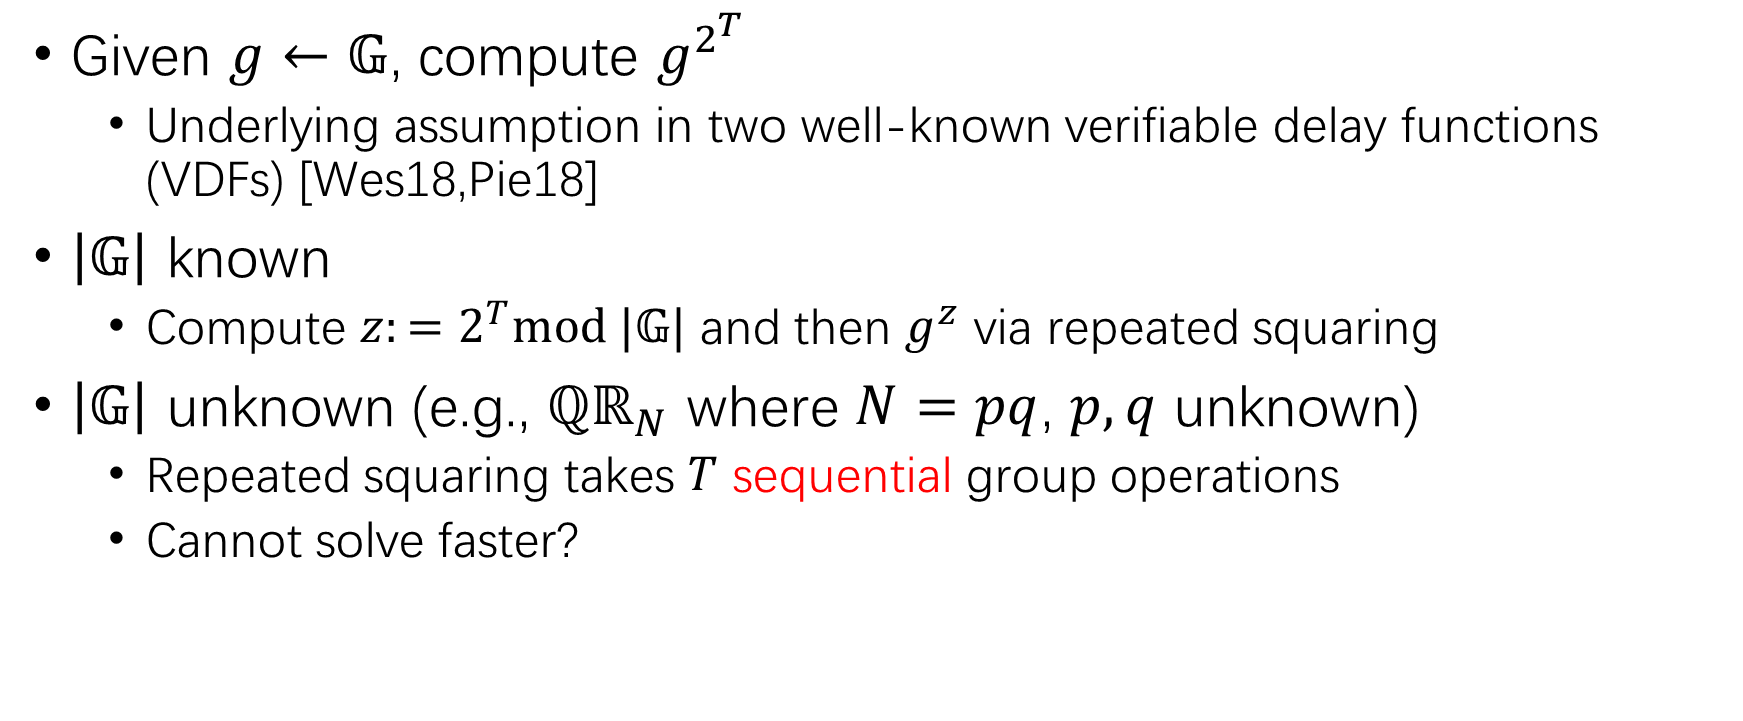 • Given 𝑔 ← 𝔾, compute 𝑔^{2^𝑇}
• Underlying assumption in two well-known verifiable delay functions
(VDFs) [Wes18,Pie18]
• |𝔾| known
• Compute 𝑧: = 2^𝑇 mod |𝔾| and then 𝑔^𝑧 via repeated squaring
• |𝔾| unknown (e.g., ℚℝ_𝑁 where 𝑁 = 𝑝𝑞, 𝑝, 𝑞 unknown)
• Repeated squaring takes 𝑇 sequential group operations
• Cannot solve faster?